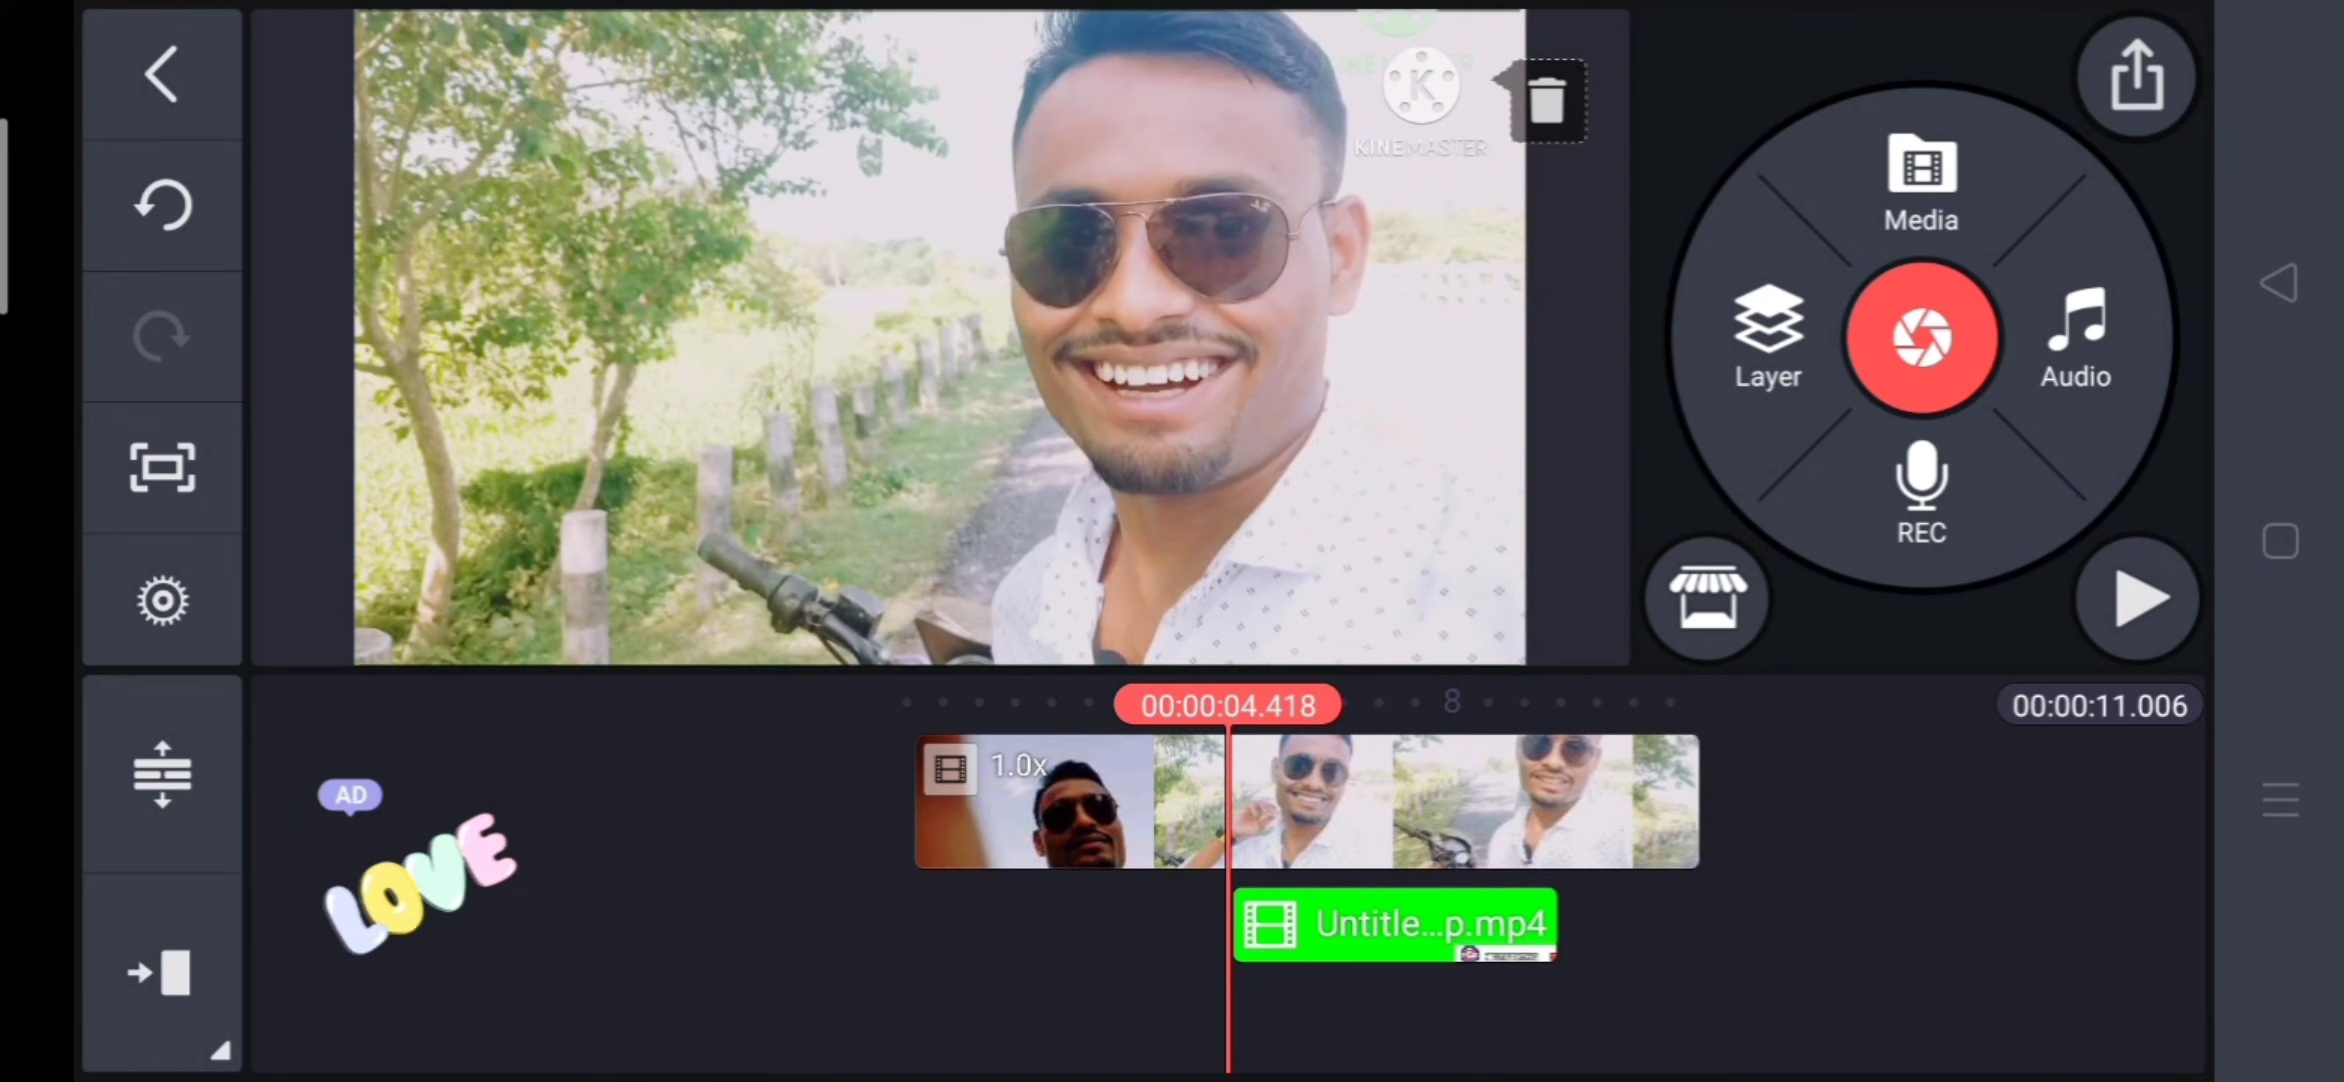 KINEMASTER
Media
Layer
Audio
REC
00:00:04.418
8
00:00:11.006
1.0x
AD
LOVE
Untitle...p.mp4